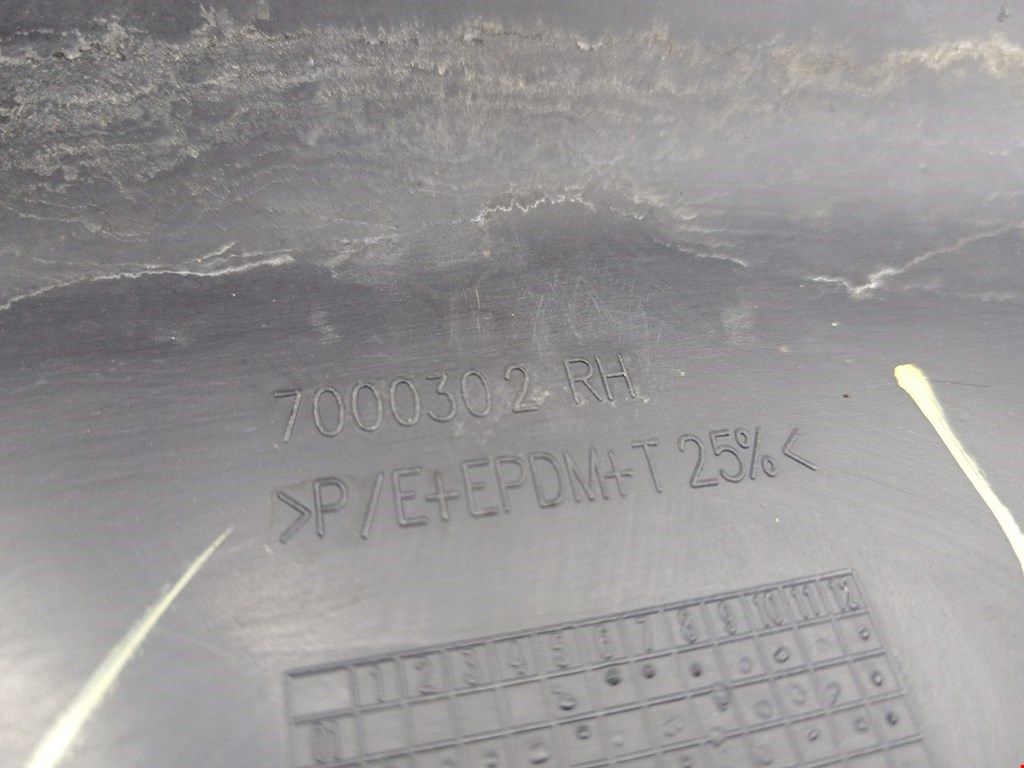 7000302 RH
>P/E+EPDM+T 25%<
1 2 3 4 5 6 7 8 9 10 11 12